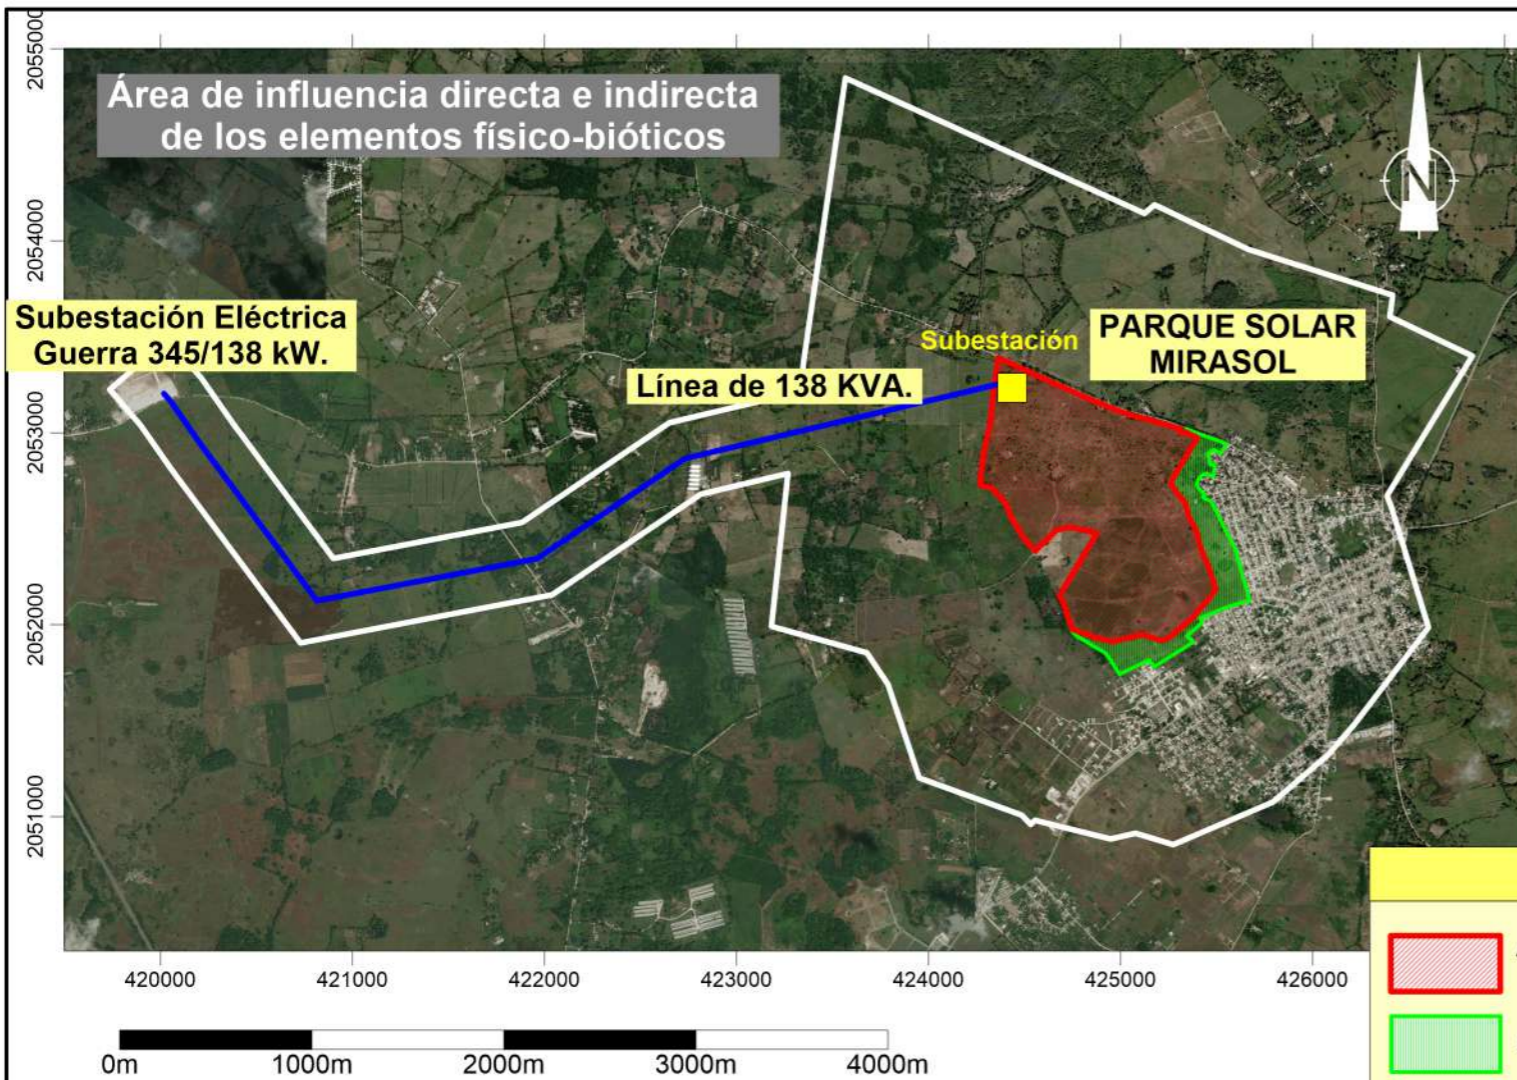 Área de influencia directa e indirecta
de los elementos físico-bióticos
N
Subestación Eléctrica
Guerra 345/138 kW.
Línea de 138 KVA.
Subestación
PARQUE SOLAR
MIRASOL
2055000
2054000
2053000
2052000
2051000
420000
421000
422000
423000
424000
425000
426000
0m
1000m
2000m
3000m
4000m